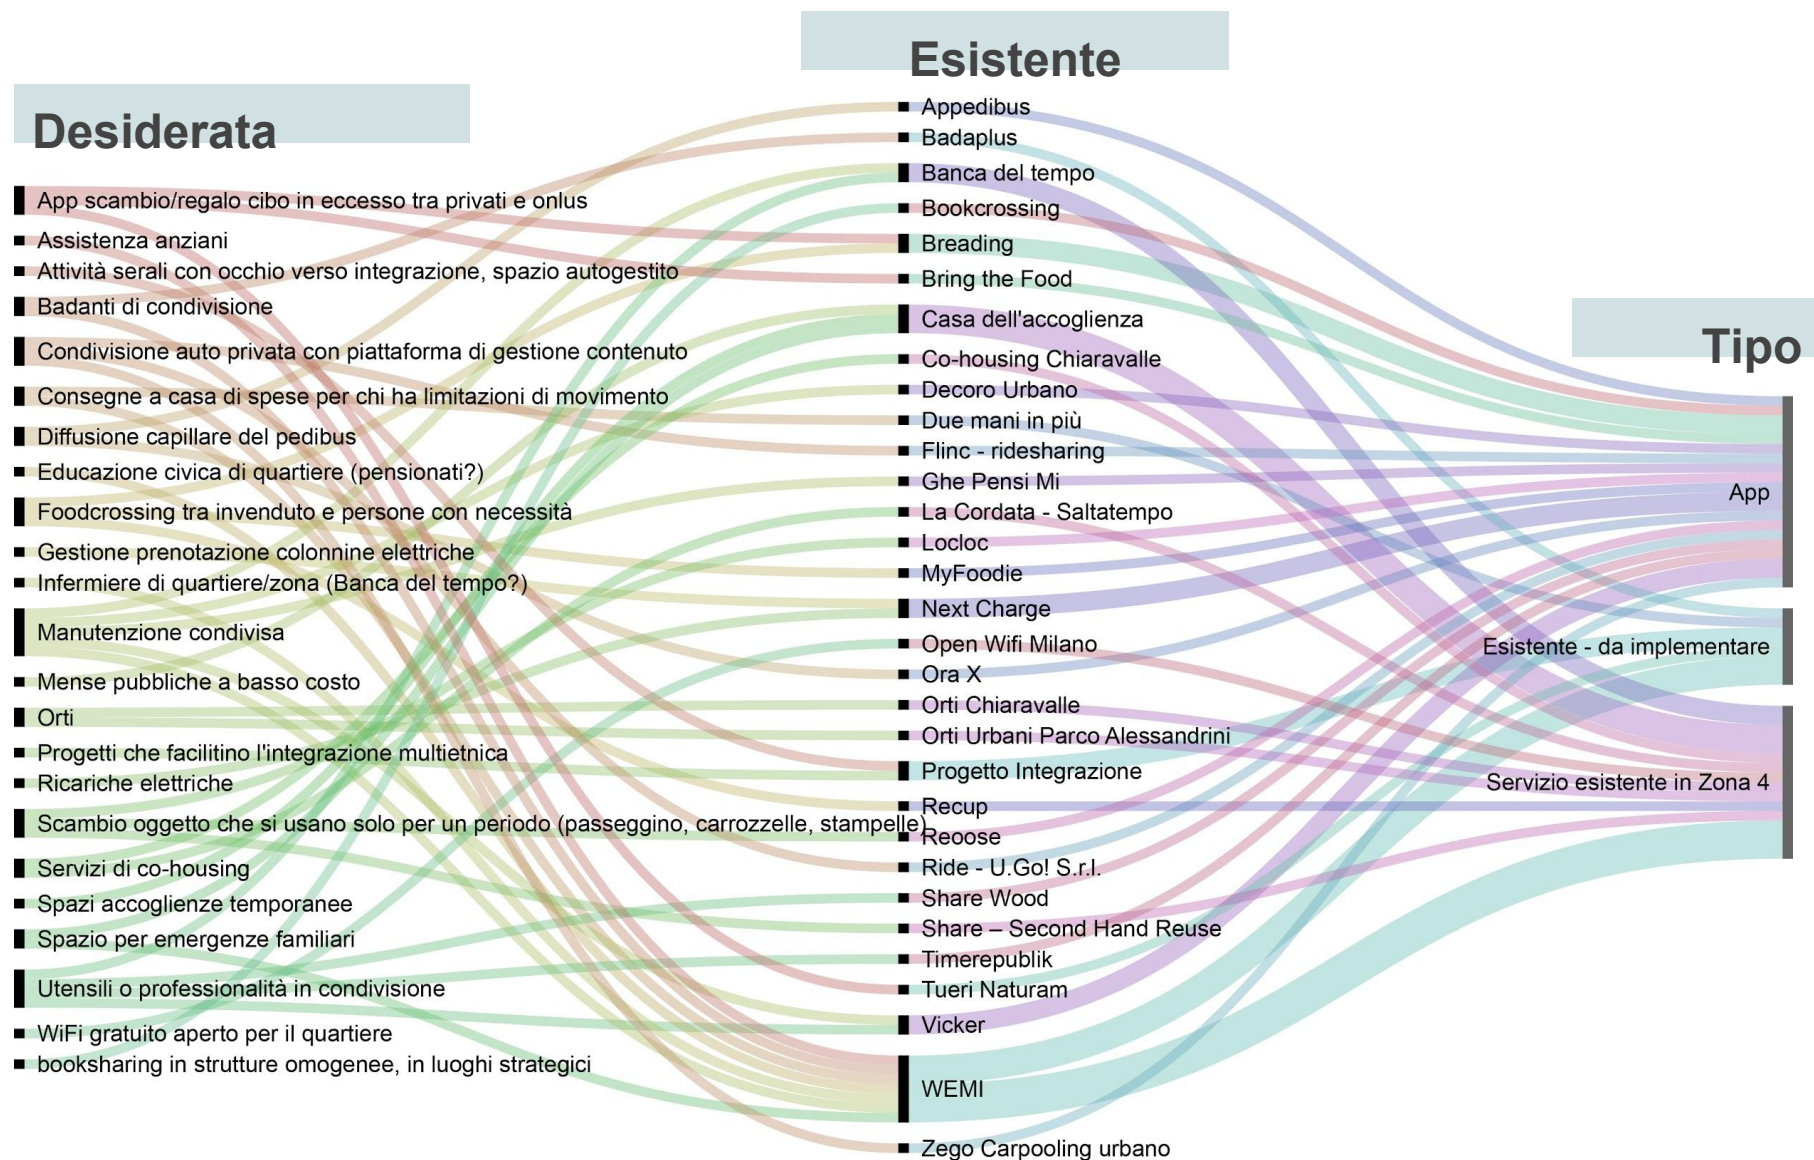 Desiderata
App scambio/regalo cibo in eccesso tra privati e onlus
Assistenza anziani
Attività serali con occhio verso integrazione, spazio autogestito
Badanti di condivisione
Condivisione auto privata con piattaforma di gestione contenuto
Consegne a casa di spese per chi ha limitazioni di movimento
Diffusione capillare del pedibus
Educazione civica di quartiere (pensionati?)
Foodcrossing tra invenduto e persone con necessità
Gestione prenotazione colonnine elettriche
Infermiere di quartiere/zona (Banca del tempo?)
Manutenzione condivisa
Mense pubbliche a basso costo
Orti
Progetti che facilitino l'integrazione multietnica
Ricariche elettriche
Scambio oggetto che si usano solo per un periodo (passeggino, carrozzelle, stampelle)
Servizi di co-housing
Spazi accoglienze temporanee
Spazio per emergenze familiari
Utensili o professionalità in condivisione
WiFi gratuito aperto per il quartiere
booksharing in strutture omogenee, in luoghi strategici
Esistente
Appedibus
Badaplus
Banca del tempo
Bookcrossing
Breading
Bring the Food
Casa dell'accoglienza
Co-housing Chiaravalle
Decoro Urbano
Due mani in più
Flinc - ridesharing
Ghe Pensi Mi
La Cordata - Saltatempo
Locloc
MyFoodie
Next Charge
Open Wifi Milano
Ora X
Orti Chiaravalle
Orti Urbani Parco Alessandrini
Progetto Integrazione
Recup
Reoose
Ride - U.Go! S.r.l.
Share Wood
Share – Second Hand Reuse
Timerepublik
Tueri Naturam
Vicker
WEMI
Zego Carpooling urbano
Tipo
App
Esistente - da implementare
Servizio esistente in Zona 4